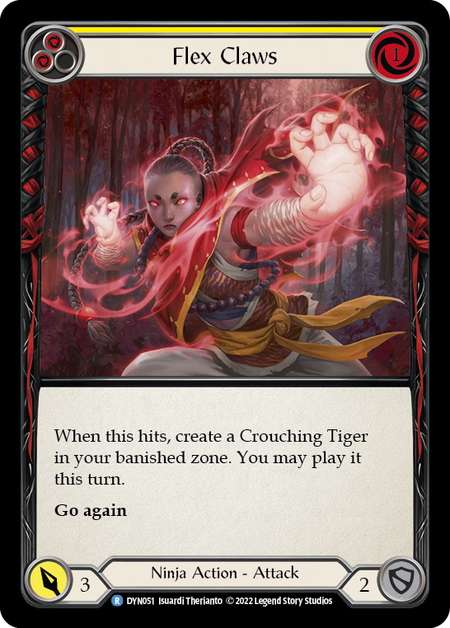 Flex Claws
1
When this hits, create a Crouching Tiger
in your banished zone. You may play it
this turn.
Go again
3
Ninja Action - Attack
2
R DYN051 Isuardi Therianto © 2022 Legend Story Studios